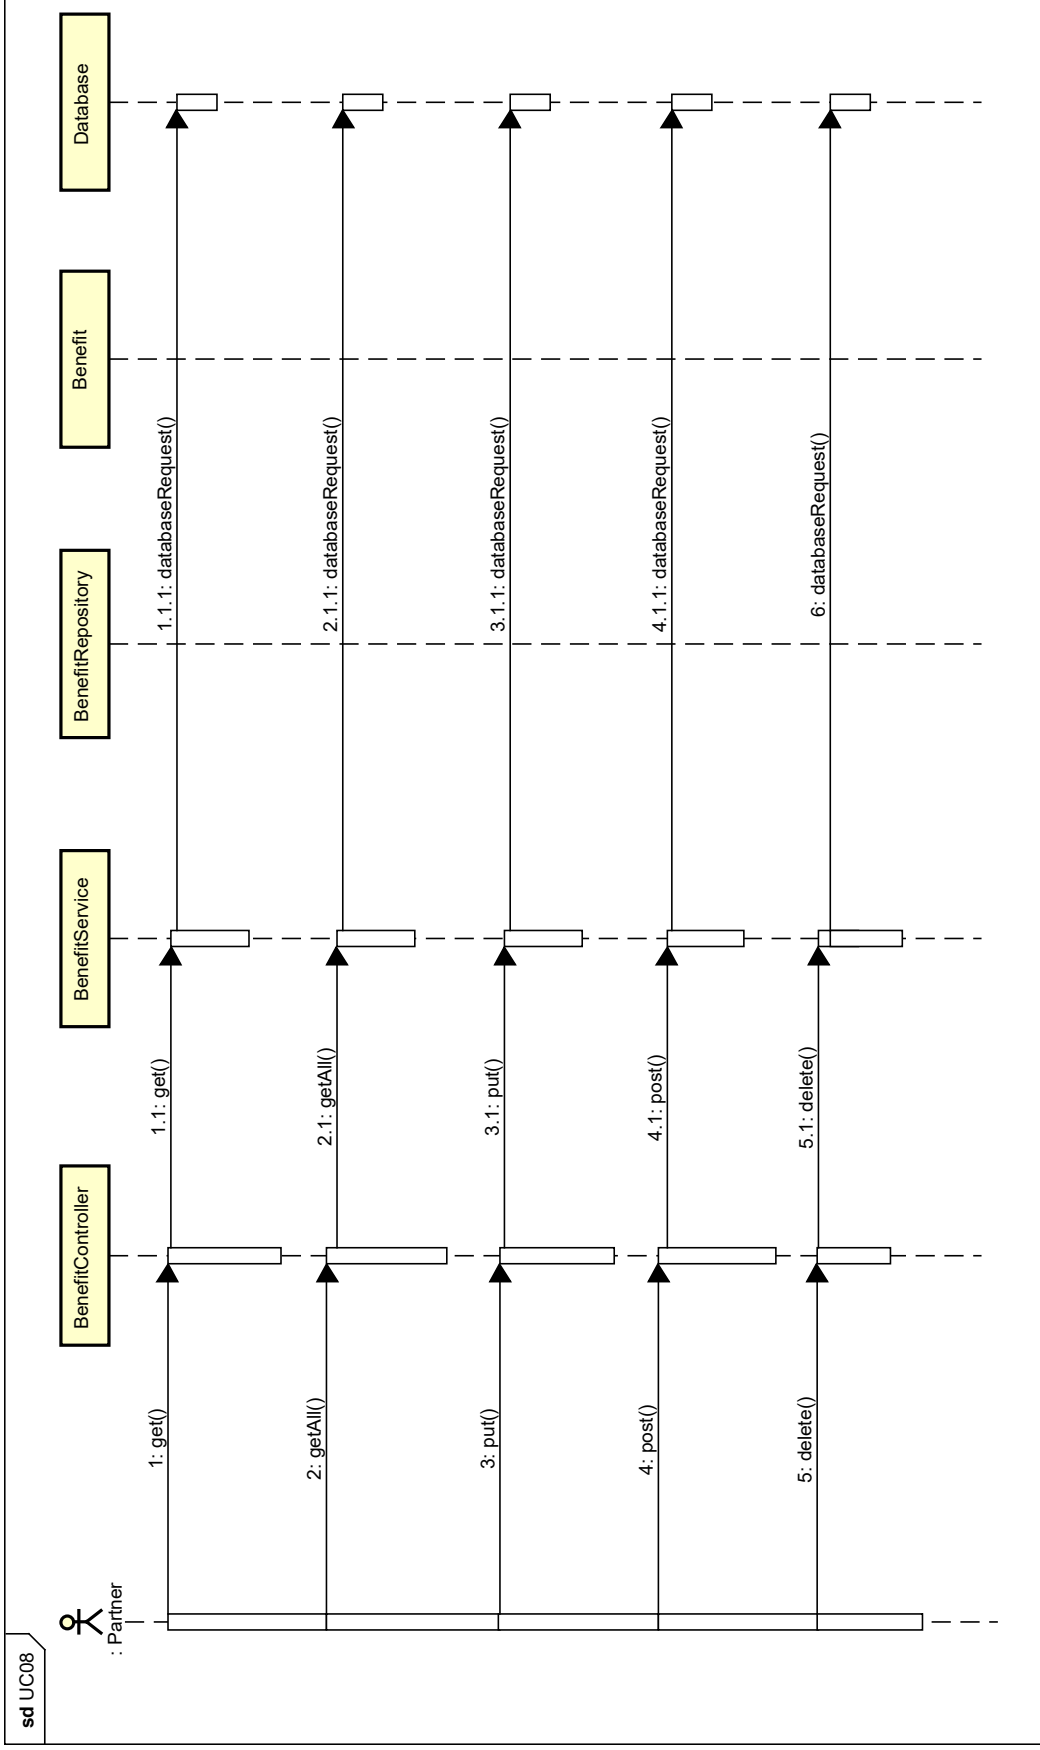 sd UC08
: Partner
BenefitController
BenefitService
BenefitRepository
Benefit
Database
1: get()
1.1: get()
1.1.1: databaseRequest()
2: getAll()
2.1: getAll()
2.1.1: databaseRequest()
3: put()
3.1: put()
3.1.1: databaseRequest()
4: post()
4.1: post()
4.1.1: databaseRequest()
5: delete()
5.1: delete()
6: databaseRequest()